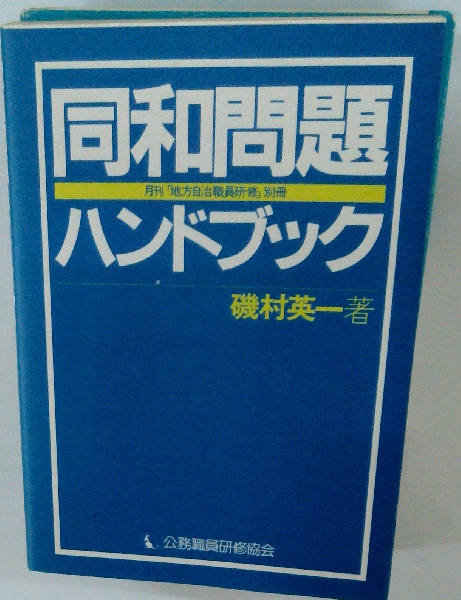 同和問題
月刊「地方自治職員研修」別冊
ハンドブック
磯村英一著
公務職員研修協会